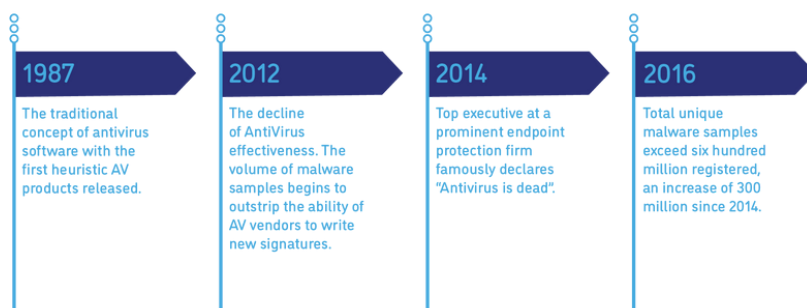 1987
The traditional
concept of antivirus
software with the
first heuristic AV
products released.
2012
The decline
of AntiVirus
effectiveness. The
volume of malware
samples begins to
outstrip the ability of
AV vendors to write
new signatures.
2014
Top executive at a
prominent endpoint
protection firm
famously declares
"Antivirus is dead".
2016
Total unique
malware samples
exceed six hundred
million registered,
an increase of 300
million since 2014.